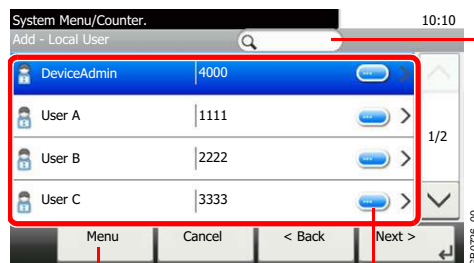 System Menu/Counter. 10:10
Add - Local User
DeviceAdmin 4000
User A 1111
1/2
User B 2222
User C 3333
Menu Cancel < Back Next >